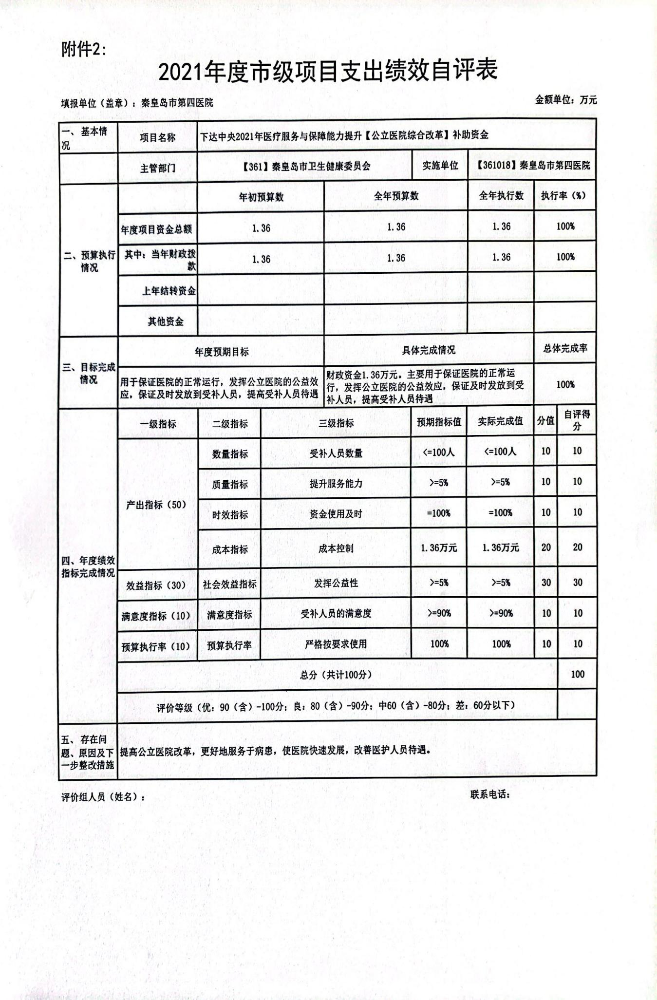 附件2:
2021年度市级项目支出绩效自评表
填报单位（盖章）：秦皇岛市第四医院 金额单位：万元
一、基本情况 项目名称 下达中央2021年医疗服务与保障能力提升【公立医院综合改革】补助资金
主管部门 【361】秦皇岛市卫生健康委员会 实施单位 【361018】秦皇岛市第四医院
二、预算执行情况
年初预算数 全年预算数 全年执行数 执行率（%）
年度项目资金总额 1.36 1.36 1.36 100%
其中：当年财政拨款 1.36 1.36 1.36 100%
上年结转资金
其他资金
三、目标完成情况
年度预期目标 具体完成情况 总体完成率
用于保证医院的正常运行，发挥公立医院的公益效
应，保证及时发放到受补人员，提高受补人员待遇
财政资金1.36万元。主要用于保证医院的正常运
行，发挥公立医院的公益效应，保证及时发放到受
补人员，提高受补人员待遇
100%
四、年度绩效
指标完成情况
一级指标 二级指标 三级指标 预期指标值 实际完成值 分值 自评得分
产出指标（50）
数量指标 受补人员数量 <=100人 <=100人 10 10
质量指标 提升服务能力 >=5% >=5% 10 10
时效指标 资金使用及时 =100% =100% 10 10
成本指标 成本控制 1.36万元 1.36万元 20 20
效益指标（30） 社会效益指标 发挥公益性 >=5% >=5% 30 30
满意度指标（10） 满意度指标 受补人员的满意度 >=90% >=90% 10 10
预算执行率（10） 预算执行率 严格按要求使用 100% 100% 10 10
总分（共计100分） 100
评价等级（优：90（含）-100分；良：80（含）-90分；中60（含）-80分；差：60分以下）
五、存在问
题、原因及下
一步整改措施
提高公立医院改革，更好地服务于病患，使医院快速发展，改善医护人员待遇。
评价组人员（姓名）： 联系电话：